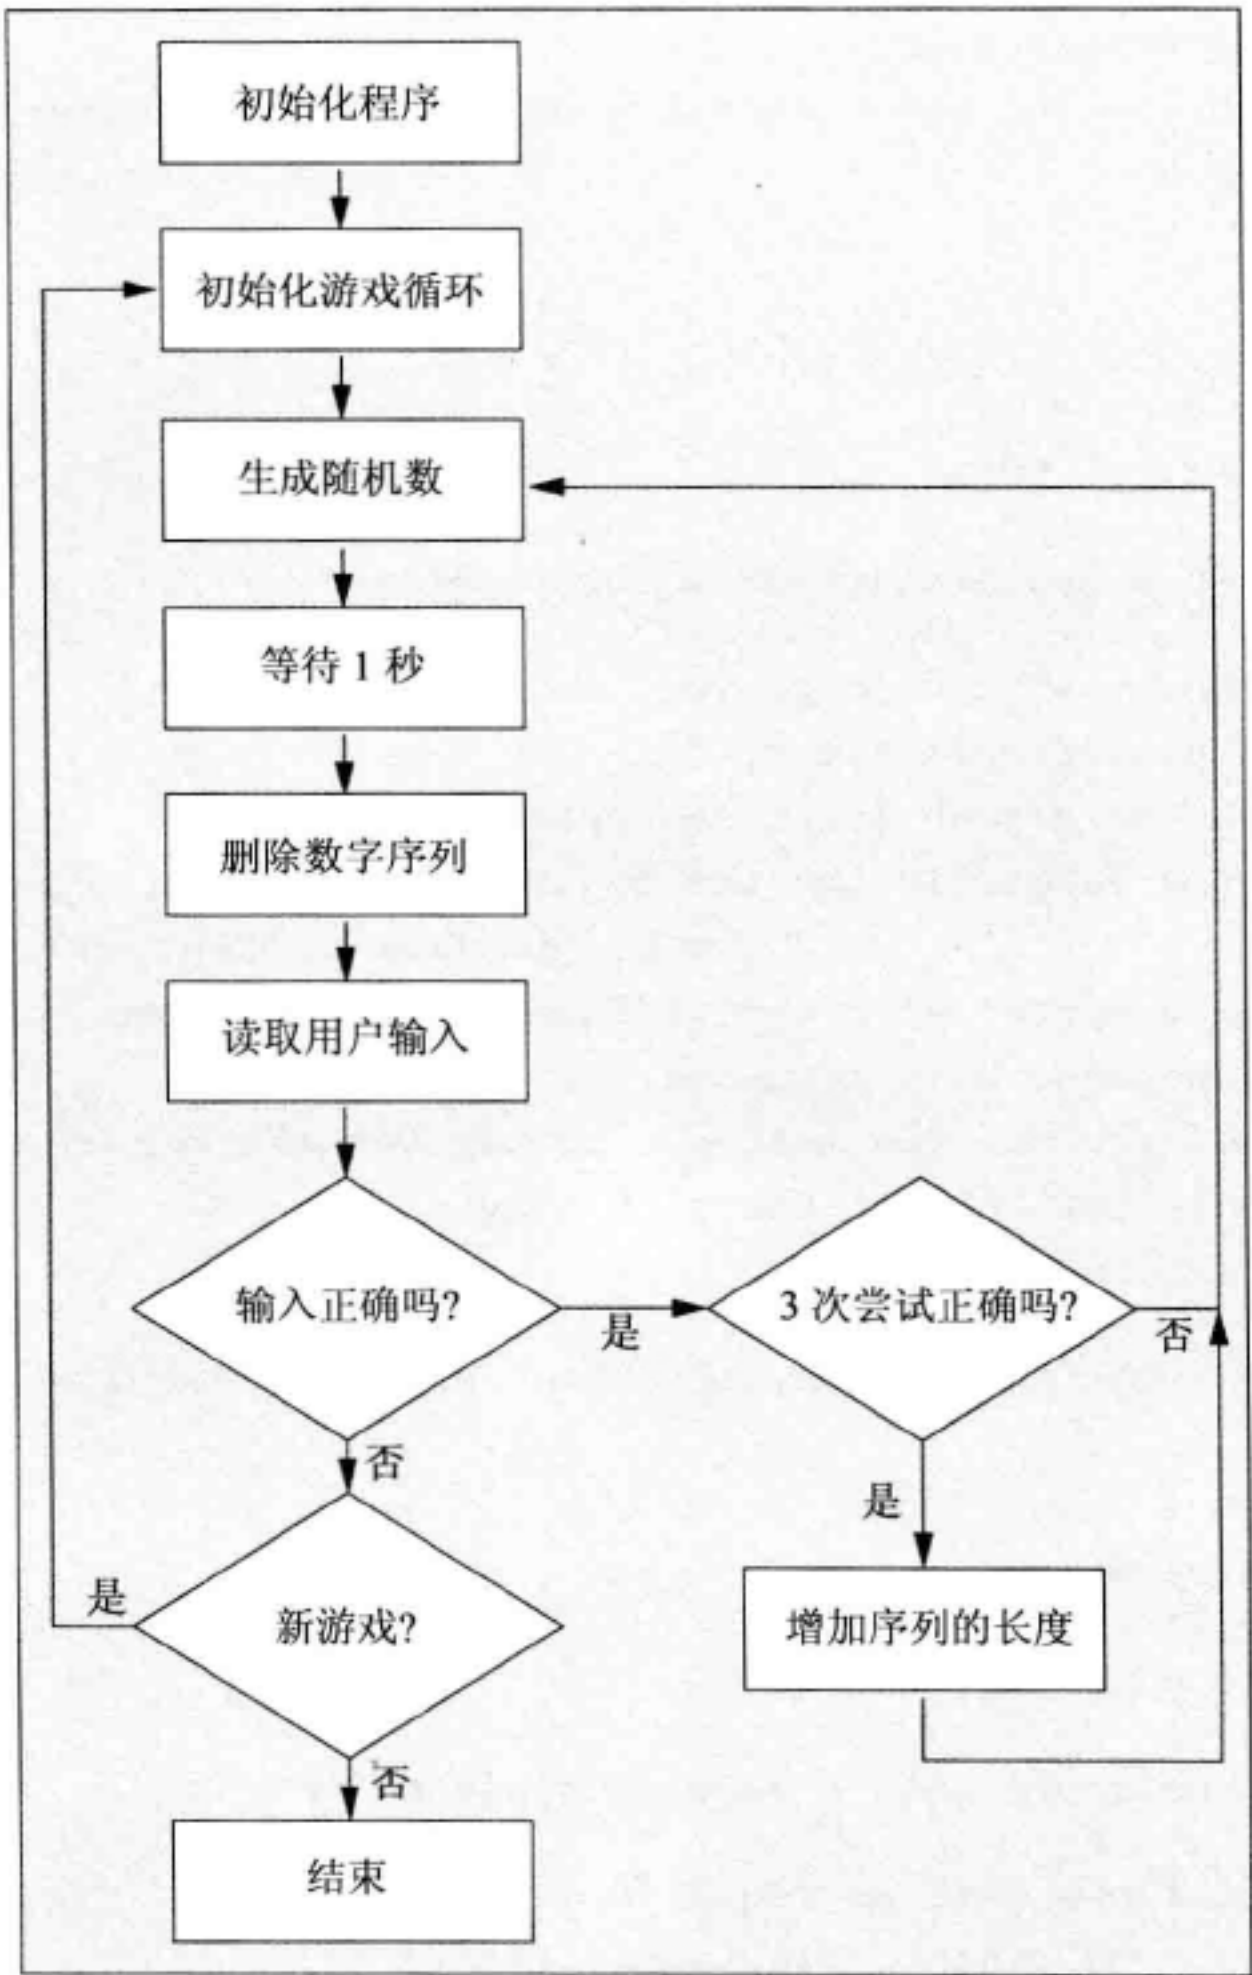 初始化程序
初始化游戏循环
生成随机数
等待 1 秒
删除数字序列
读取用户输入
输入正确吗?
是
3 次尝试正确吗?
否
否
是
是
新游戏?
增加序列的长度
否
结束